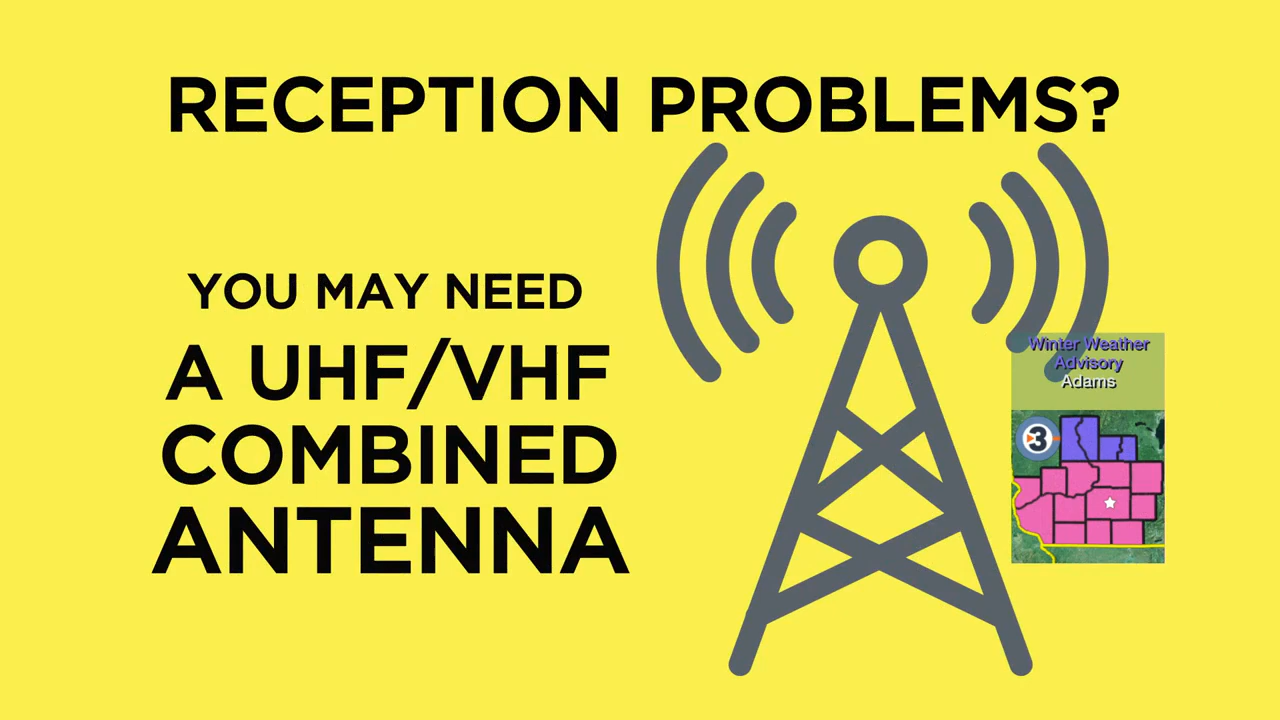 RECEPTION PROBLEMS?
YOU MAY NEED
A UHF/VHF
COMBINED
ANTENNA
Winter Weather
Advisory
Adams
3